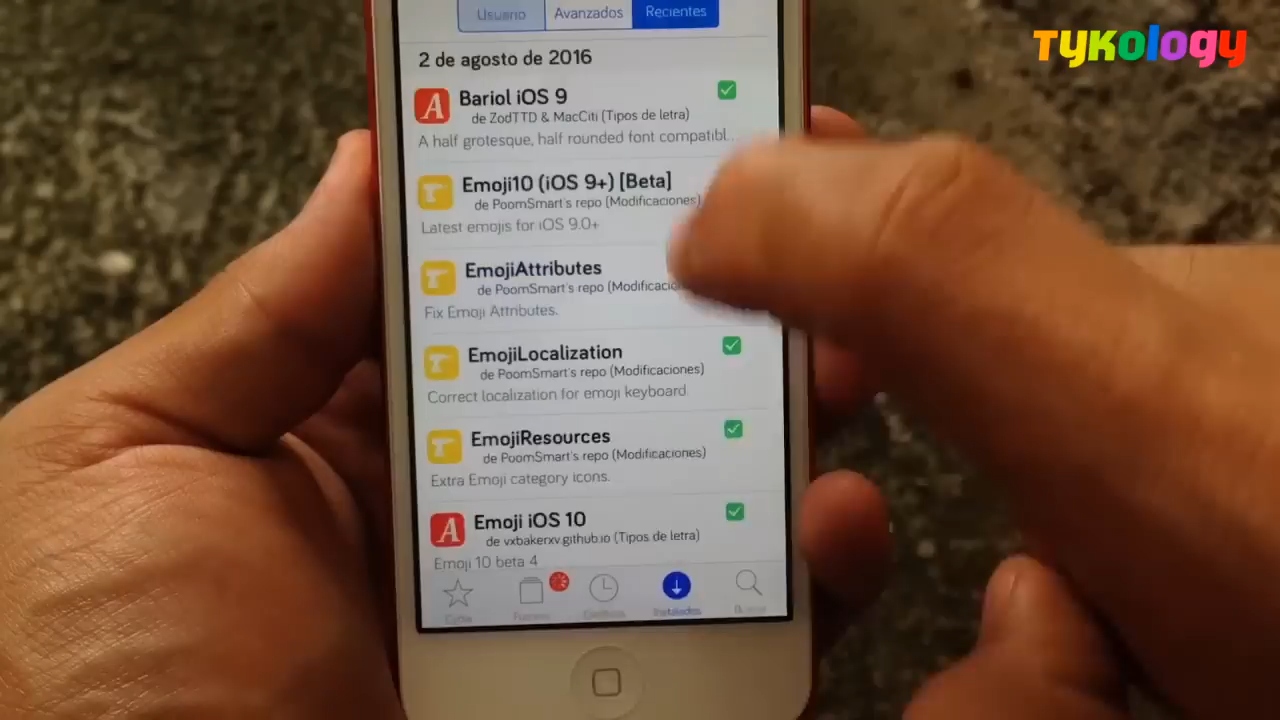 TYKOLOGY
Usuario Avanzados Recientes
2 de agosto de 2016
Bariol iOS 9
de ZodTTD & MacCiti (Tipos de letra)
A half grotesque, half rounded font compatibl...
Emoji10 (iOS 9+) [Beta]
de PoomSmart's repo (Modificaciones)
Latest emojis for iOS 9.0+
EmojiAttributes
de PoomSmart's repo
Fix Emoji Attributes.
EmojiLocalization
de PoomSmart's repo (Modificaciones)
Correct localization for emoji keyboard.
EmojiResources
de PoomSmart's repo (Modificaciones)
Extra Emoji category icons.
Emoji iOS 10
de vxbakerxv.github.io (Tipos de letra)
Emoji 10 beta 4
Cydia Instalados